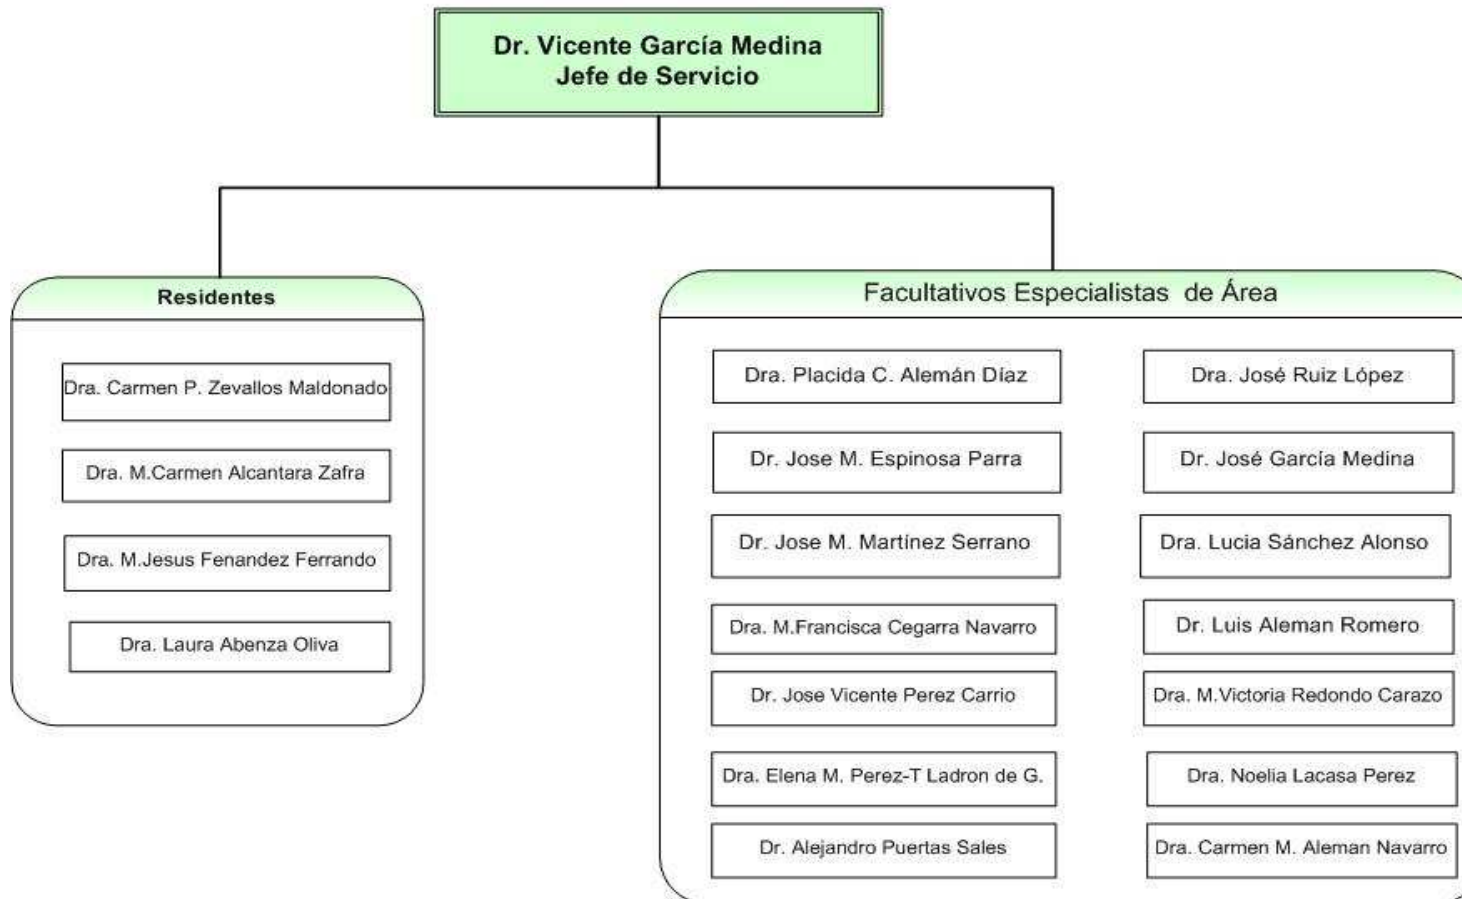 Dr. Vicente García Medina
Jefe de Servicio
Residentes
Dra. Carmen P. Zevallos Maldonado
Dra. M.Carmen Alcantara Zafra
Dra. M.Jesus Fenandez Ferrando
Dra. Laura Abenza Oliva
Facultativos Especialistas de Área
Dra. Placida C. Alemán Díaz
Dra. José Ruiz López
Dr. Jose M. Espinosa Parra
Dr. José García Medina
Dr. Jose M. Martínez Serrano
Dra. Lucia Sánchez Alonso
Dra. M.Francisca Cegarra Navarro
Dr. Luis Aleman Romero
Dr. Jose Vicente Perez Carrio
Dra. M.Victoria Redondo Carazo
Dra. Elena M. Perez-T Ladron de G.
Dra. Noelia Lacasa Perez
Dr. Alejandro Puertas Sales
Dra. Carmen M. Aleman Navarro